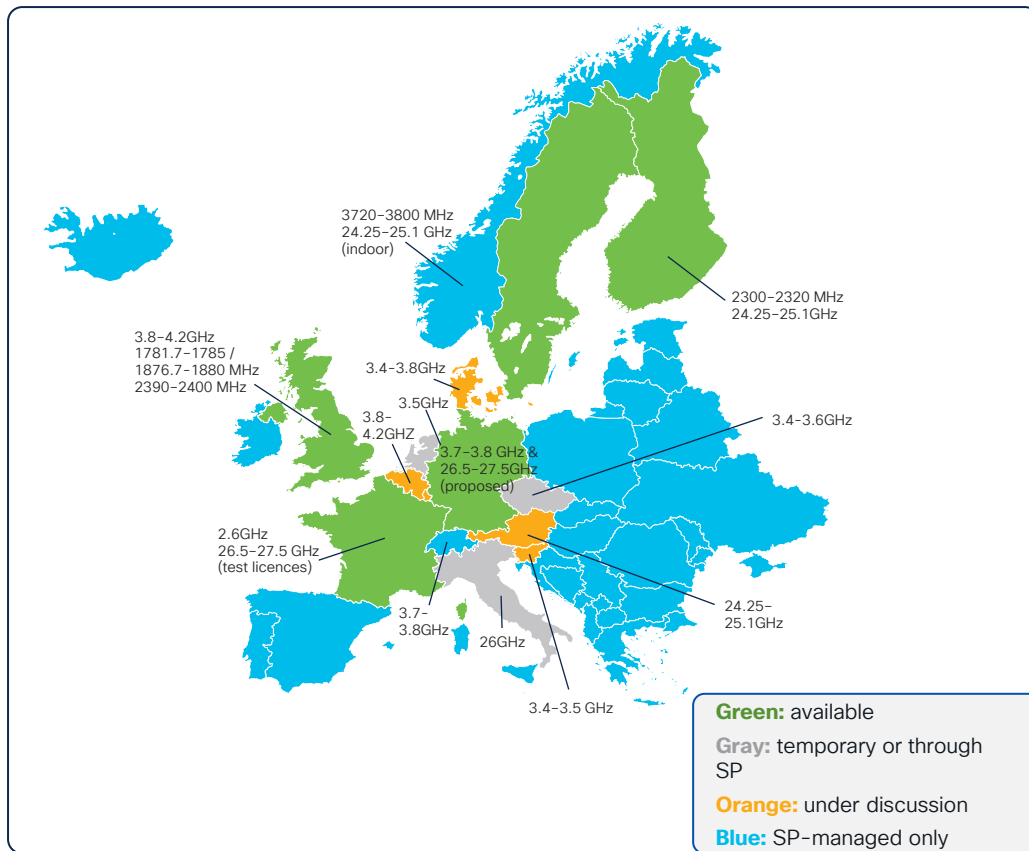 3720-3800 MHz
24.25-25.1 GHz
(indoor)
2300-2320 MHz
24.25-25.1GHz
3.8-4.2GHz
1781.7-1785 /
1876.7-1880 MHz
2390-2400 MHz
3.4-3.8GHz
3.5GHz
3.8-
4.2GHZ
3.4-3.6GHz
3.7-3.8 GHz &
26.5-27.5GHz
(proposed)
2.6GHz
26.5-27.5 GHz
(test licences)
3.7-
3.8GHz
26GHz
24.25-
25.1GHz
3.4-3.5 GHz
Green: available
Gray: temporary or through
SP
Orange: under discussion
Blue: SP-managed only